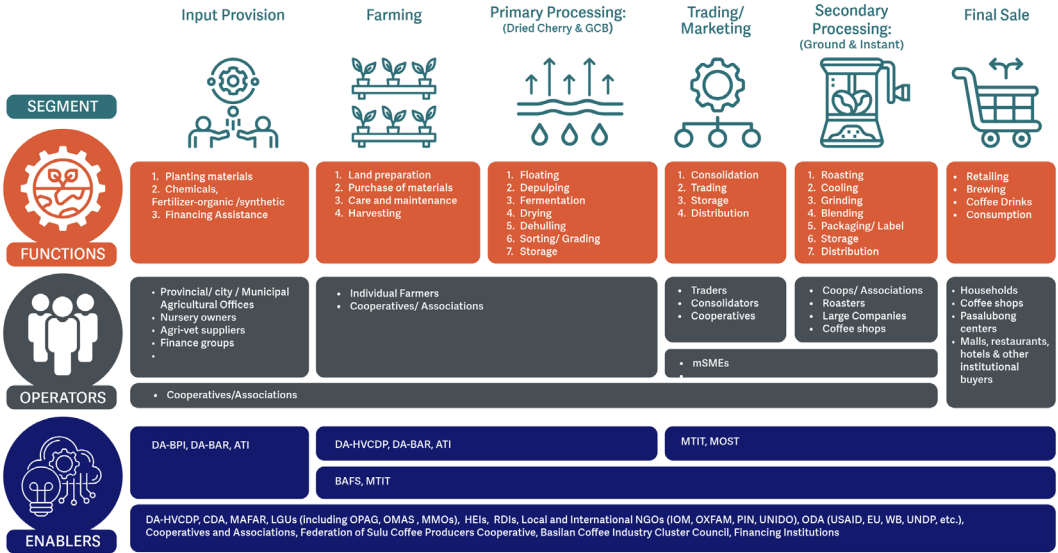 Input Provision
Farming
Primary Processing:
(Dried Cherry & GCB)
Trading/
Marketing
Secondary
Processing:
(Ground & Instant)
Final Sale
SEGMENT
1. Planting materials
2. Chemicals,
Fertilizer-organic /synthetic
3. Financing Assistance
1. Land preparation
2. Purchase of materials
3. Care and maintenance
4. Harvesting
1. Floating
2. Depulping
3. Fermentation
4. Drying
5. Dehulling
6. Sorting/ Grading
7. Storage
1. Consolidation
2. Trading
3. Storage
4. Distribution
1. Roasting
2. Cooling
3. Grinding
4. Blending
5. Packaging/ Label
6. Storage
7. Distribution
• Retailing
• Brewing
• Coffee Drinks
• Consumption
FUNCTIONS
• Provincial/ city / Municipal
Agricultural Offices
• Nursery owners
• Agri-vet suppliers
• Finance groups
•
• Individual Farmers
• Cooperatives/ Associations
• Traders
• Consolidators
• Cooperatives
• Coops/ Associations
• Roasters
• Large Companies
• Coffee shops
• Households
• Coffee shops
• Pasalubong
centers
• Malls, restaurants,
hotels & other
institutional
buyers
• mSMEs
•
OPERATORS
• Cooperatives/Associations
DA-BPI, DA-BAR, ATI
DA-HVCDP, DA-BAR, ATI
MTIT, MOST
BAFS, MTIT
ENABLERS
DA-HVCDP, CDA, MAFAR, LGUs (including OPAG, OMAS , MMOs), HEIs, RDIs, Local and International NGOs (IOM, OXFAM, PIN, UNIDO), ODA (USAID, EU, WB, UNDP, etc.),
Cooperatives and Associations, Federation of Sulu Coffee Producers Cooperative, Basilan Coffee Industry Cluster Council, Financing Institutions